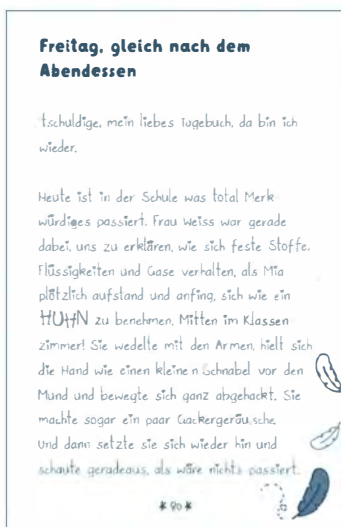 Freitag, gleich nach dem
Abendessen
tschuldige, mein liebes Tagebuch, da bin ich
wieder.
Heute ist in der Schule was total Merk
würdiges passiert. Frau Weiss war gerade
dabei, uns zu erklären, wie sich feste Stoffe,
Flüssigkeiten und Gase verhalten, als Mia
plötzlich aufstand und anfing, sich wie ein
HUHN zu benehmen. Mitten im Klassen
zimmer! Sie wedelte mit den Armen, hielt sich
die Hand wie einen kleinen Schnabel vor den
Mund und bewegte sich ganz abgehackt. Sie
machte sogar ein paar Gackergeräusche.
Und dann setzte sie sich wieder hin und
schaute geradeaus, als wäre nichts passiert.
* 90 *